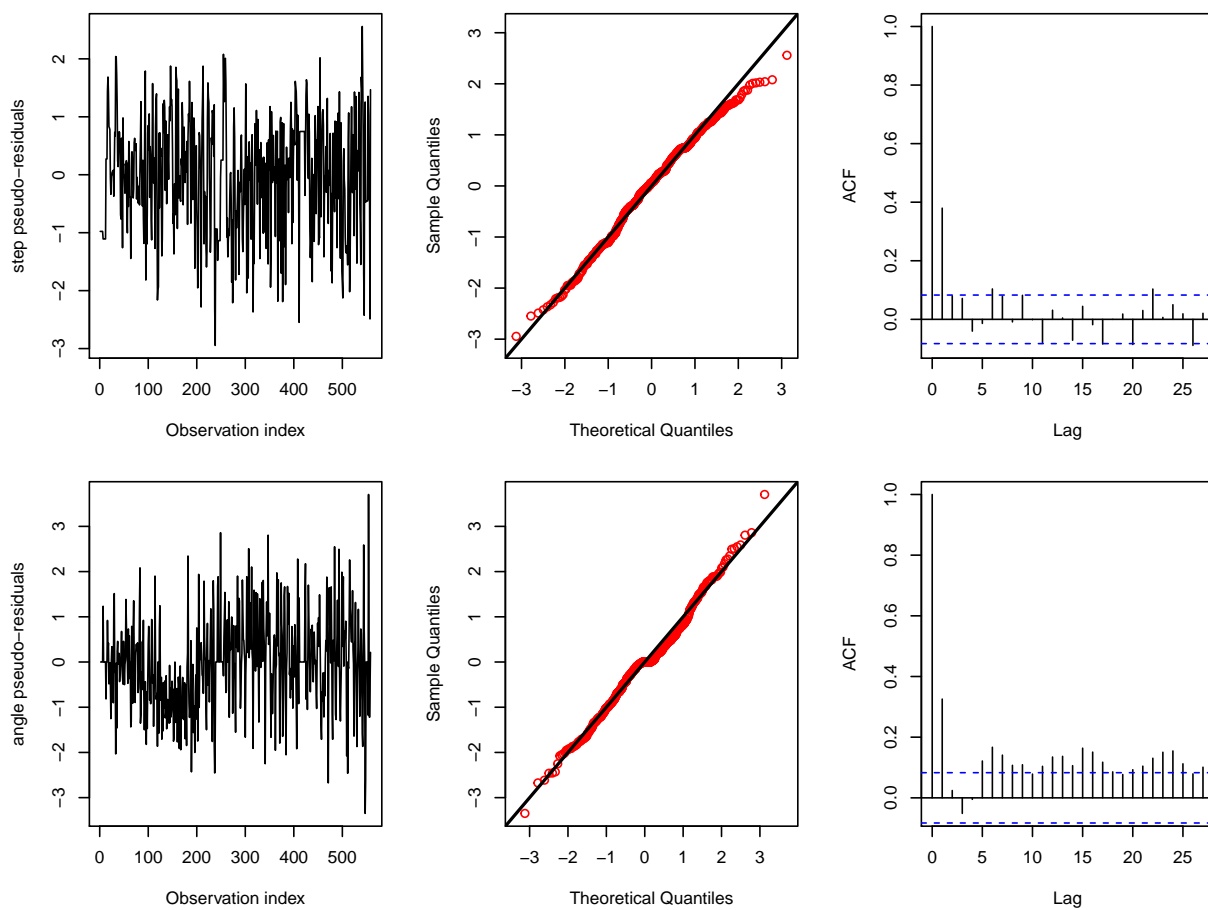 step pseudo−residuals
2
1
0
−1
−2
−3
0 100 200 300 400 500
Observation index
Sample Quantiles
3
2
1
0
−1
−2
−3
−3 −2 −1 0 1 2 3
Theoretical Quantiles
ACF
1.0
0.8
0.6
0.4
0.2
0.0
0 5 10 15 20 25
Lag
angle pseudo−residuals
3
2
1
0
−1
−2
−3
0 100 200 300 400 500
Observation index
Sample Quantiles
3
2
1
0
−1
−2
−3
−3 −2 −1 0 1 2 3
Theoretical Quantiles
ACF
1.0
0.8
0.6
0.4
0.2
0.0
0 5 10 15 20 25
Lag